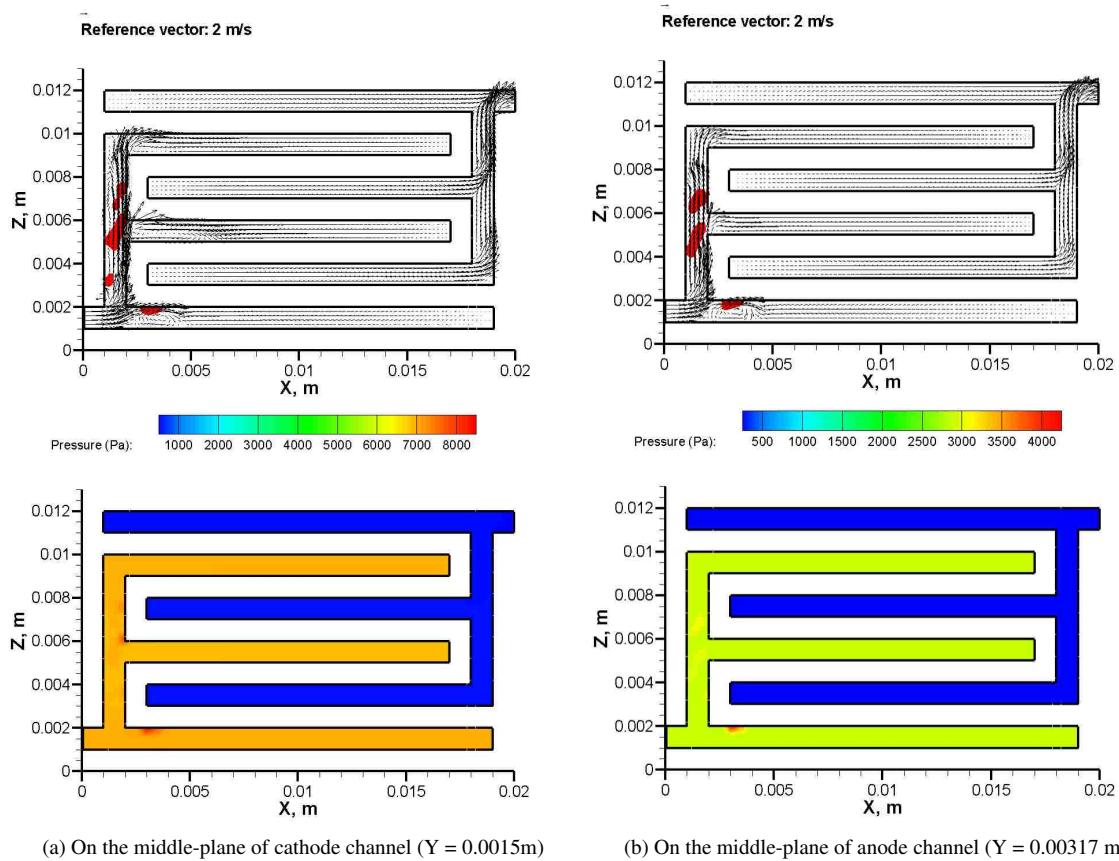 Reference vector: 2 m/s
0.012
0.01
0.008
0.006
0.004
0.002
0
Z, m
0.005 0.01 0.015 0.02
X, m
Pressure (Pa):
1000 2000 3000 4000 5000 6000 7000 8000
0.012
0.01
0.008
0.006
0.004
0.002
0
Z, m
0.005 0.01 0.015 0.02
X, m
(a) On the middle-plane of cathode channel (Y = 0.0015m)
Reference vector: 2 m/s
0.012
0.01
0.008
0.006
0.004
0.002
0
Z, m
0.005 0.01 0.015 0.02
X, m
Pressure (Pa):
500 1000 1500 2000 2500 3000 3500 4000
0.012
0.01
0.008
0.006
0.004
0.002
0
Z, m
0.005 0.01 0.015 0.02
X, m
(b) On the middle-plane of anode channel (Y = 0.00317 m